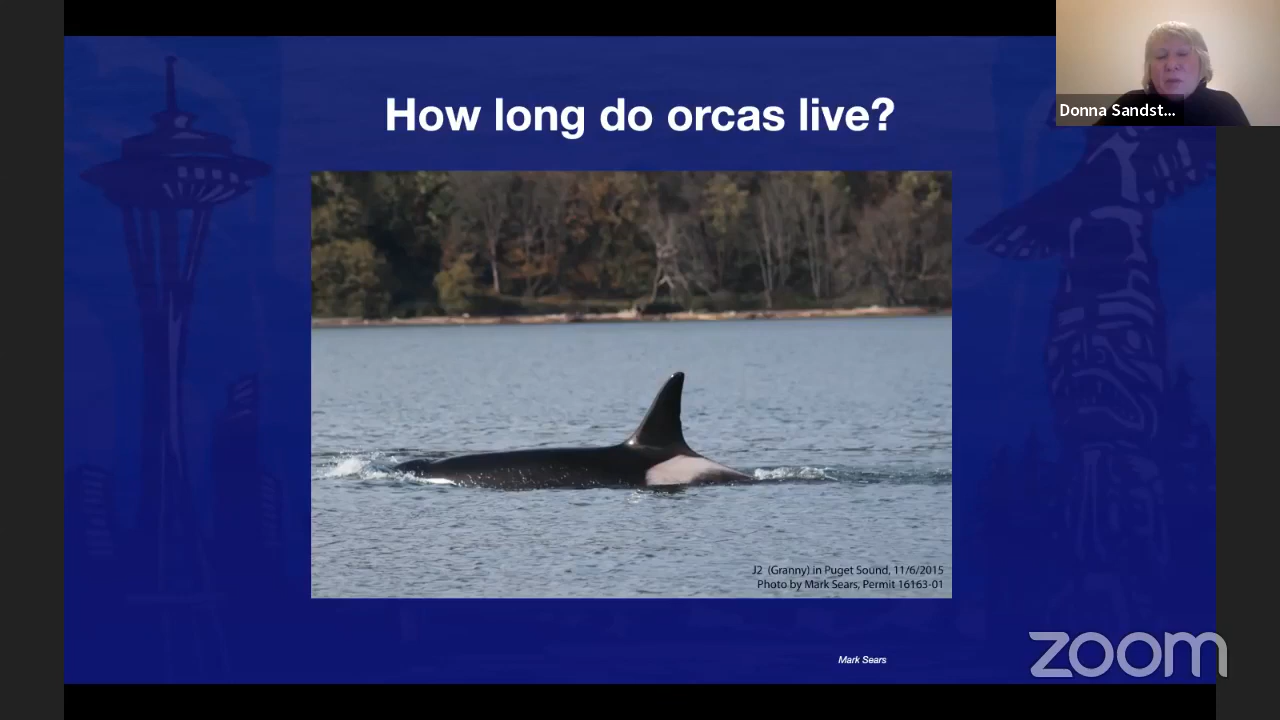 Donna Sandst...
How long do orcas live?
J2 (Granny) in Puget Sound, 11/6/2015
Photo by Mark Sears, Permit 16163-01
Mark Sears
zoom